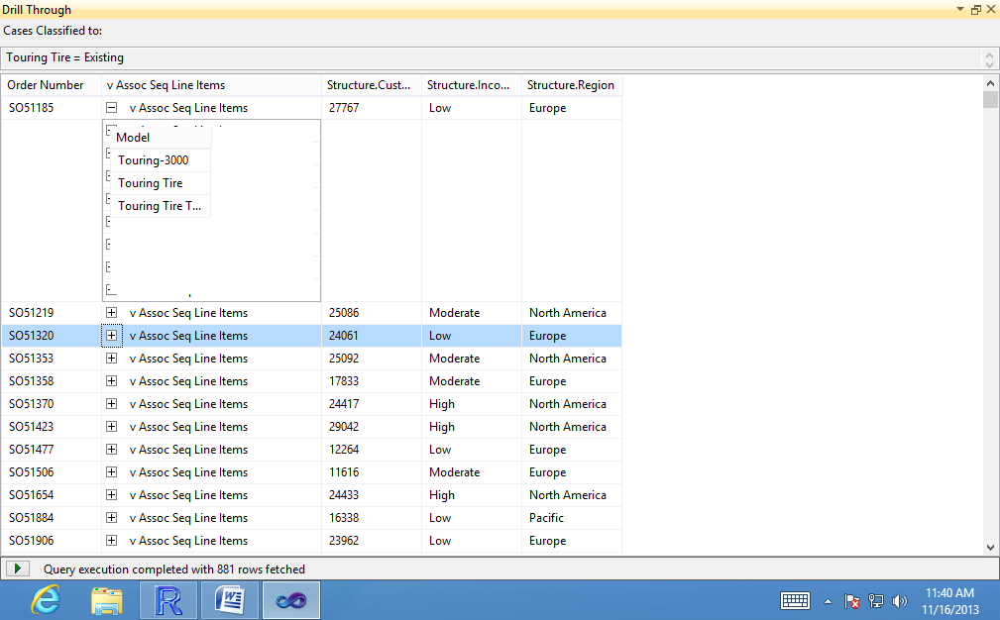 Drill Through
Cases Classified to:
Touring Tire = Existing
Order Number v Assoc Seq Line Items Structure.Cust... Structure.Inco... Structure.Region
SO51185 v Assoc Seq Line Items 27767 Low Europe
Model
Touring-3000
Touring Tire
Touring Tire T...
SO51219 v Assoc Seq Line Items 25086 Moderate North America
SO51320 v Assoc Seq Line Items 24061 Low Europe
SO51353 v Assoc Seq Line Items 25092 Moderate North America
SO51358 v Assoc Seq Line Items 17833 Moderate Europe
SO51370 v Assoc Seq Line Items 24417 High North America
SO51423 v Assoc Seq Line Items 29042 High North America
SO51477 v Assoc Seq Line Items 12264 Low Europe
SO51506 v Assoc Seq Line Items 11616 Moderate Europe
SO51654 v Assoc Seq Line Items 24433 High North America
SO51884 v Assoc Seq Line Items 16338 Low Pacific
SO51906 v Assoc Seq Line Items 23962 Low Europe
Query execution completed with 881 rows fetched
11:40 AM
11/16/2013